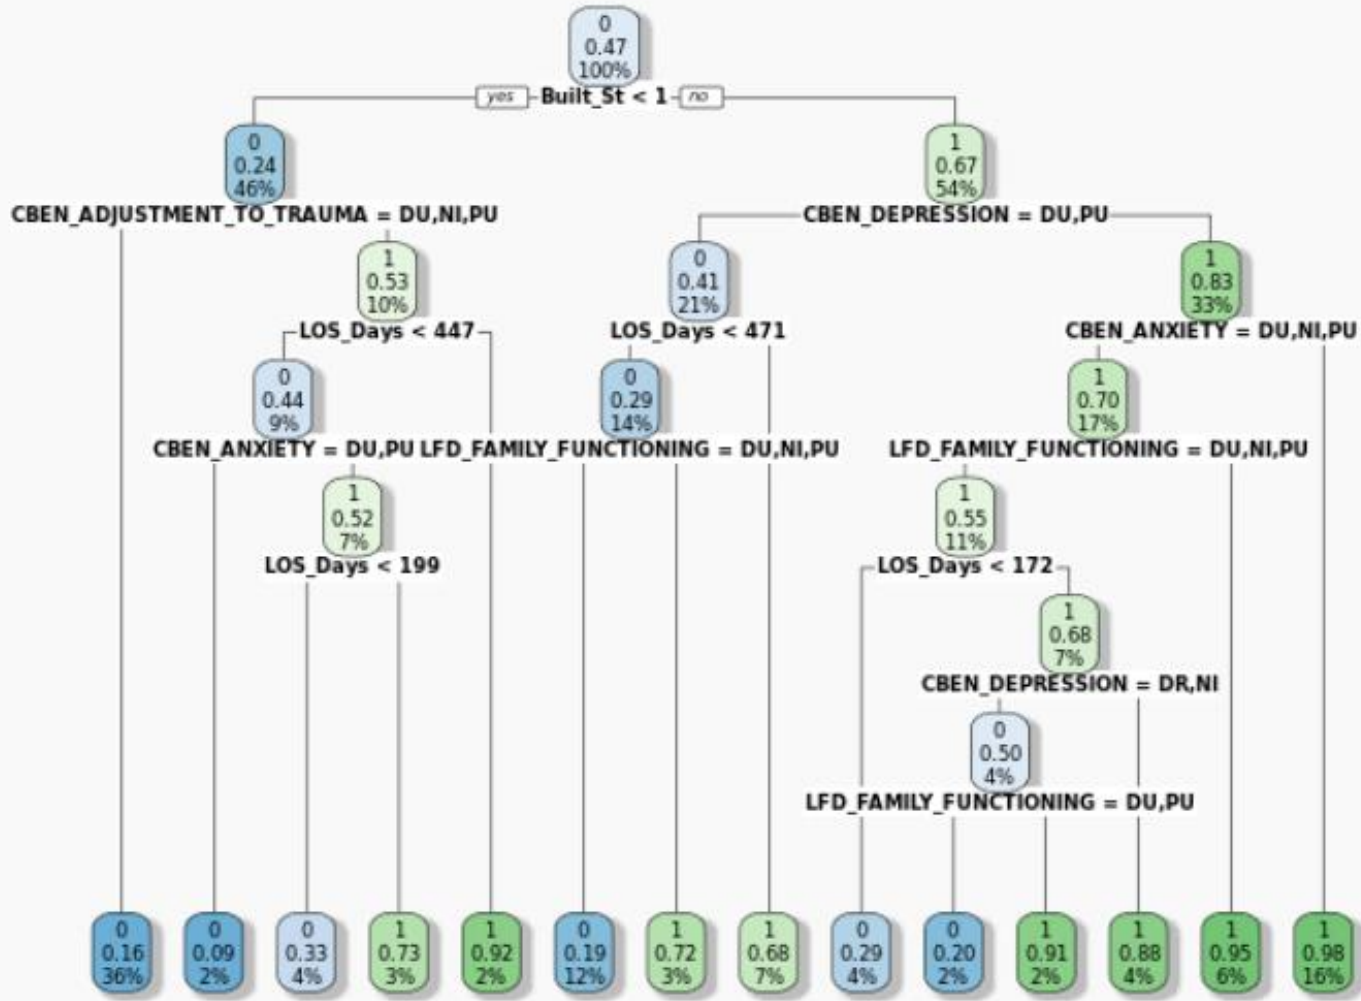 0
0.47
100%
yes Built_St < 1 no
0 1
0.24 0.67
46% 54%
CBEN_ADJUSTMENT_TO_TRAUMA = DU,NI,PU CBEN_DEPRESSION = DU,PU
1 0 1
0.53 0.41 0.83
10% 21% 33%
LOS_Days < 447 LOS_Days < 471 CBEN_ANXIETY = DU,NI,PU
0 0 1
0.44 0.29 0.70
9% 14% 17%
CBEN_ANXIETY = DU,PU LFD_FAMILY_FUNCTIONING = DU,NI,PU LFD_FAMILY_FUNCTIONING = DU,NI,PU
1 1
0.52 0.55
7% 11%
LOS_Days < 199 LOS_Days < 172
1
0.68
7%
CBEN_DEPRESSION = DR,NI
0
0.50
4%
LFD_FAMILY_FUNCTIONING = DU,PU
0 0 0 1 1 0 1 1 0 0 1 1 1 1
0.16 0.09 0.33 0.73 0.92 0.19 0.72 0.68 0.29 0.20 0.91 0.88 0.95 0.98
36% 2% 4% 3% 2% 12% 3% 7% 4% 2% 2% 4% 6% 16%